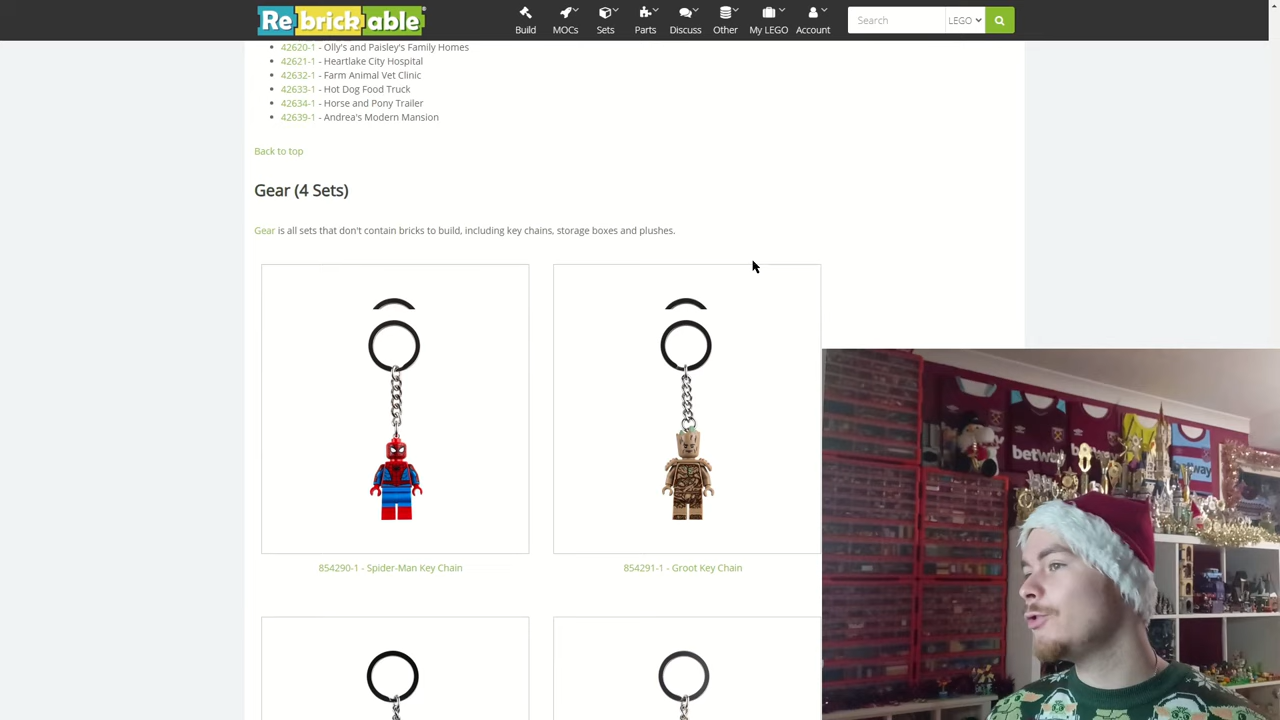 Rebrickable
Build MOCs Sets Parts Discuss Other My LEGO Account
Search LEGO
42620-1 - Olly's and Paisley's Family Homes
42621-1 - Heartlake City Hospital
42632-1 - Farm Animal Vet Clinic
42633-1 - Hot Dog Food Truck
42634-1 - Horse and Pony Trailer
42639-1 - Andrea's Modern Mansion
Back to top
Gear (4 Sets)
Gear is all sets that don't contain bricks to build, including key chains, storage boxes and plushes.
854290-1 - Spider-Man Key Chain
854291-1 - Groot Key Chain
betway
betway
betway